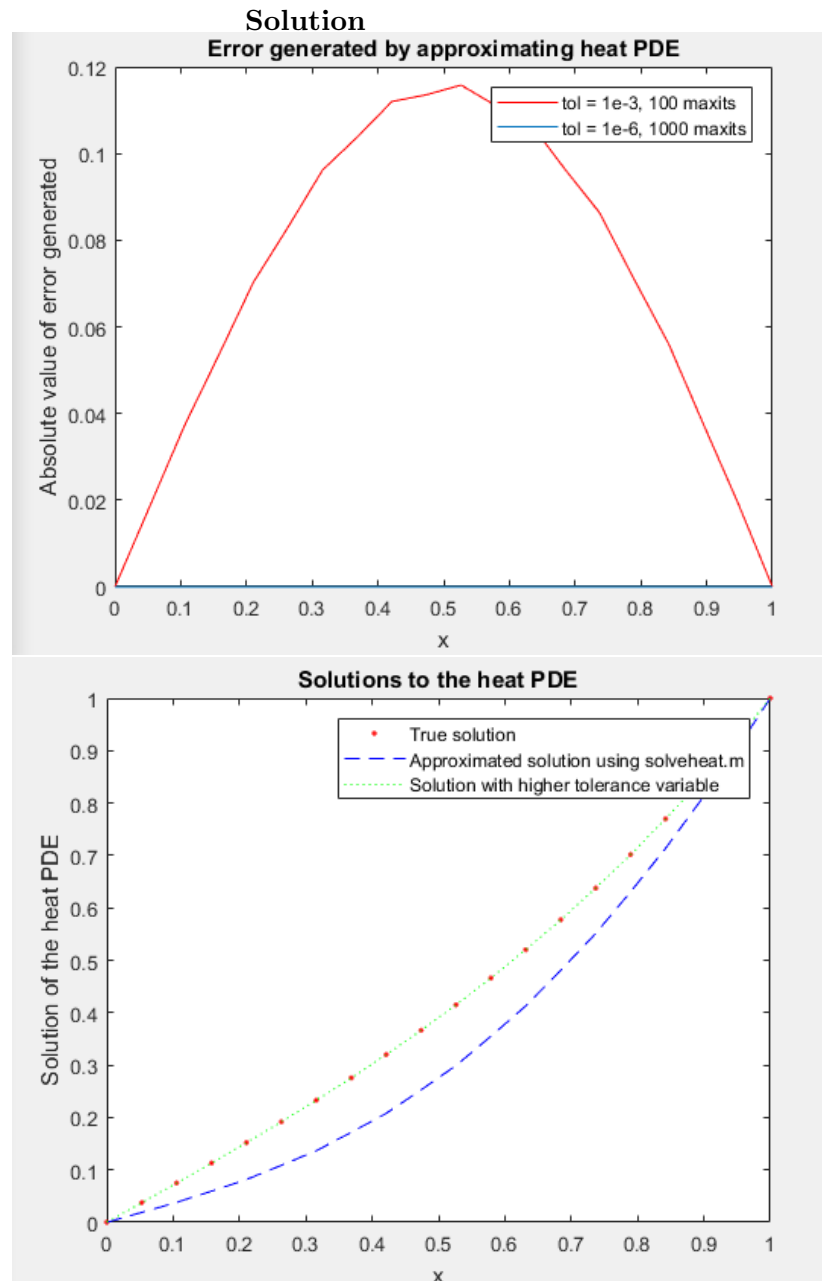 Solution
Error generated by approximating heat PDE
0.12
0.1
0.08
0.06
0.04
0.02
0
tol = 1e-3, 100 maxits
tol = 1e-6, 1000 maxits
Absolute value of error generated
0 0.1 0.2 0.3 0.4 0.5 0.6 0.7 0.8 0.9 1
x
Solutions to the heat PDE
1
0.9
0.8
0.7
0.6
0.5
0.4
0.3
0.2
0.1
0
True solution
Approximated solution using solveheat.m
Solution with higher tolerance variable
Solution of the heat PDE
0 0.1 0.2 0.3 0.4 0.5 0.6 0.7 0.8 0.9 1
x